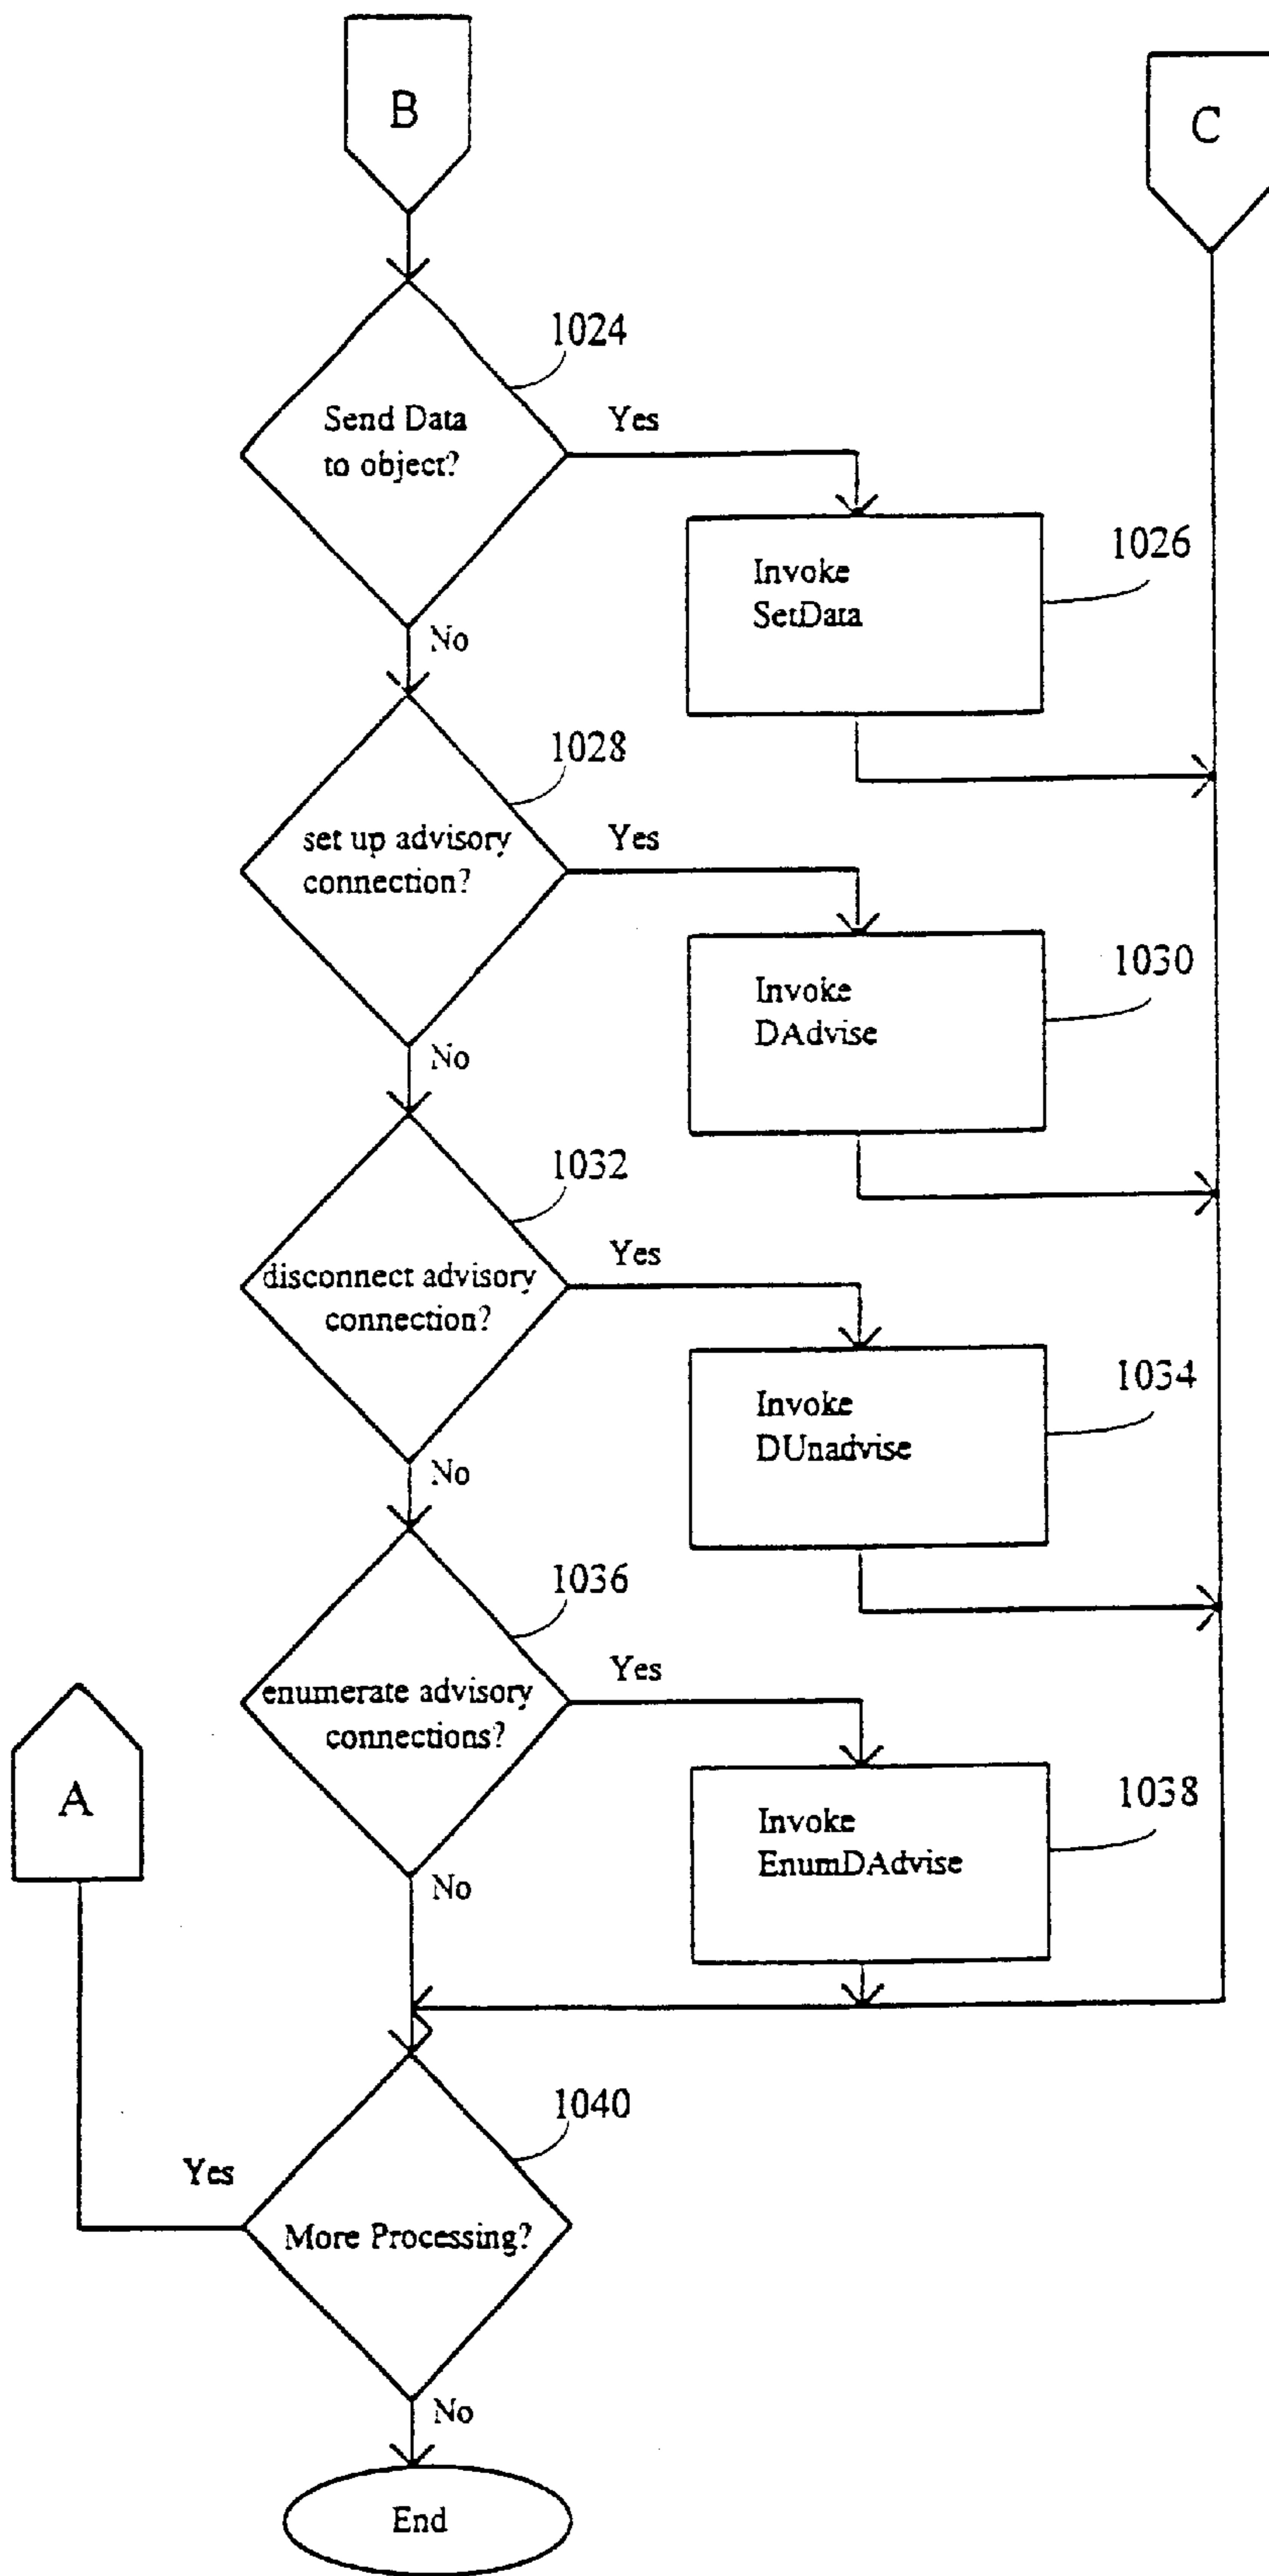 B
C
1024
Send Data
to object?
Yes
1026
Invoke
SetData
No
1028
set up advisory
connection?
Yes
1030
Invoke
DAdvise
No
1032
disconnect advisory
connection?
Yes
1034
Invoke
DUnadvise
No
1036
enumerate advisory
connections?
Yes
1038
Invoke
EnumDAdvise
No
A
1040
Yes
More Processing?
No
End